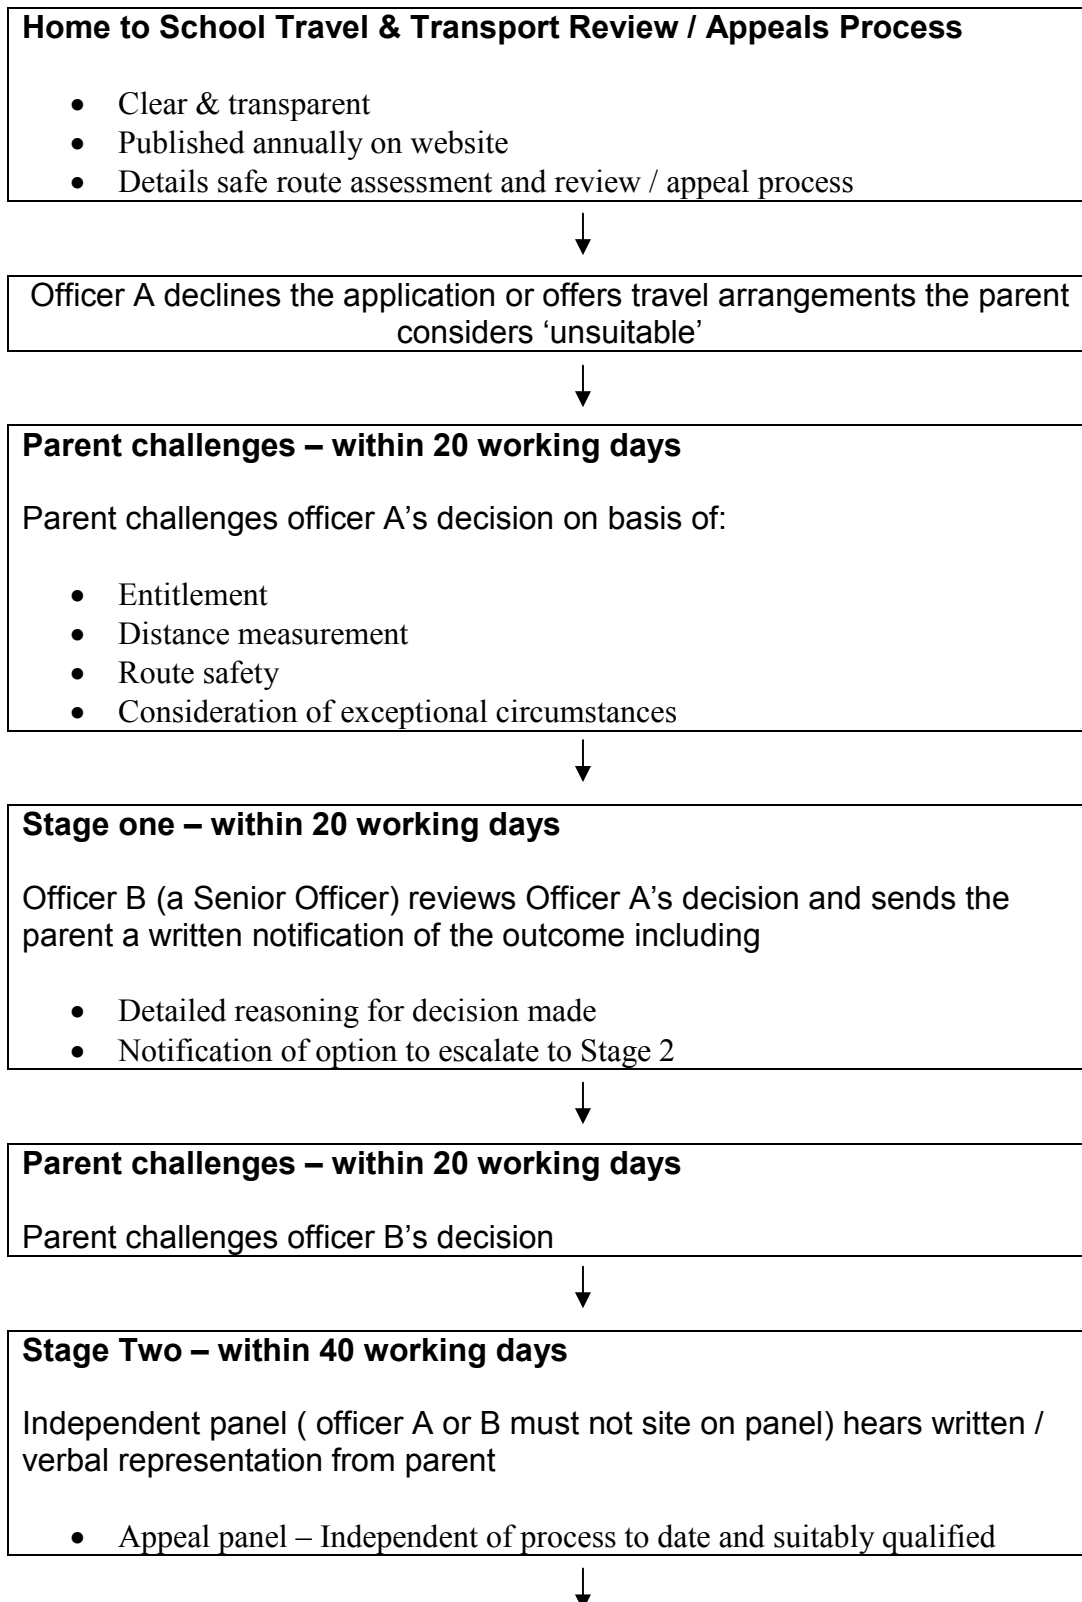 Home to School Travel & Transport Review / Appeals Process
• Clear & transparent
• Published annually on website
• Details safe route assessment and review / appeal process
Officer A declines the application or offers travel arrangements the parent
considers ‘unsuitable’
Parent challenges – within 20 working days
Parent challenges officer A’s decision on basis of:
• Entitlement
• Distance measurement
• Route safety
• Consideration of exceptional circumstances
Stage one – within 20 working days
Officer B (a Senior Officer) reviews Officer A’s decision and sends the
parent a written notification of the outcome including
• Detailed reasoning for decision made
• Notification of option to escalate to Stage 2
Parent challenges – within 20 working days
Parent challenges officer B’s decision
Stage Two – within 40 working days
Independent panel ( officer A or B must not site on panel) hears written /
verbal representation from parent
• Appeal panel – Independent of process to date and suitably qualified